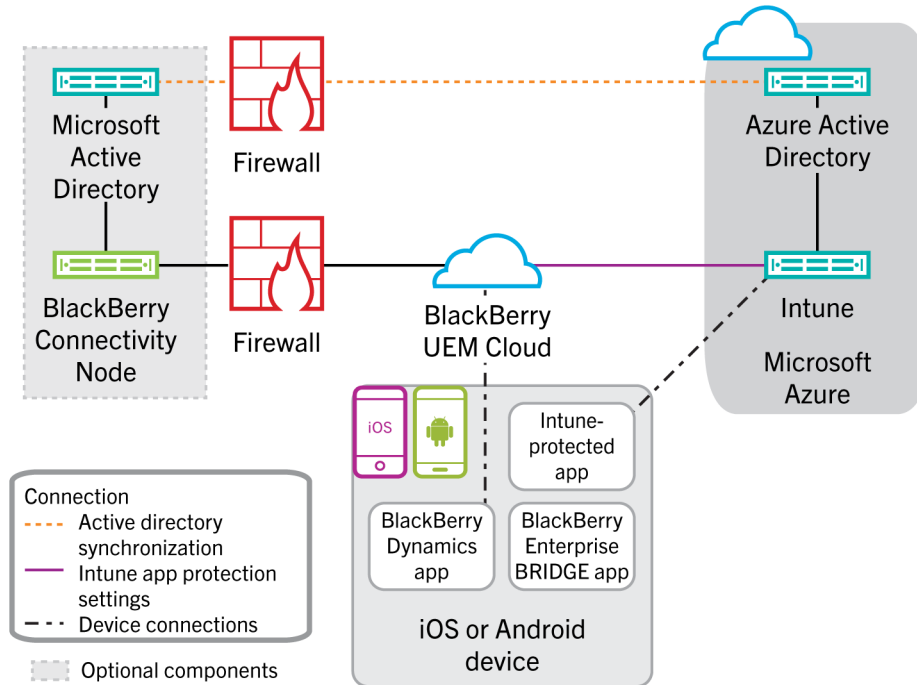 Microsoft
Active
Directory
Firewall
Azure Active
Directory
BlackBerry
Connectivity
Node
Firewall
BlackBerry
UEM Cloud
Intune
Microsoft
Azure
iOS
Intune-
protected
app
BlackBerry
Dynamics
app
BlackBerry
Enterprise
BRIDGE app
iOS or Android
device
Connection
Active directory
synchronization
Intune app protection
settings
Device connections
Optional components